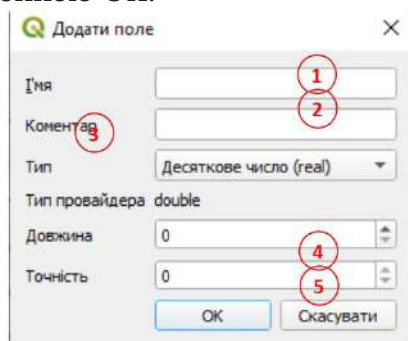 Додати поле
І'мя
1
Коментар
2
3
Тип Десяткове число (real)
Тип провайдера double
Довжина 0
4
Точність 0
5
OK Скасувати